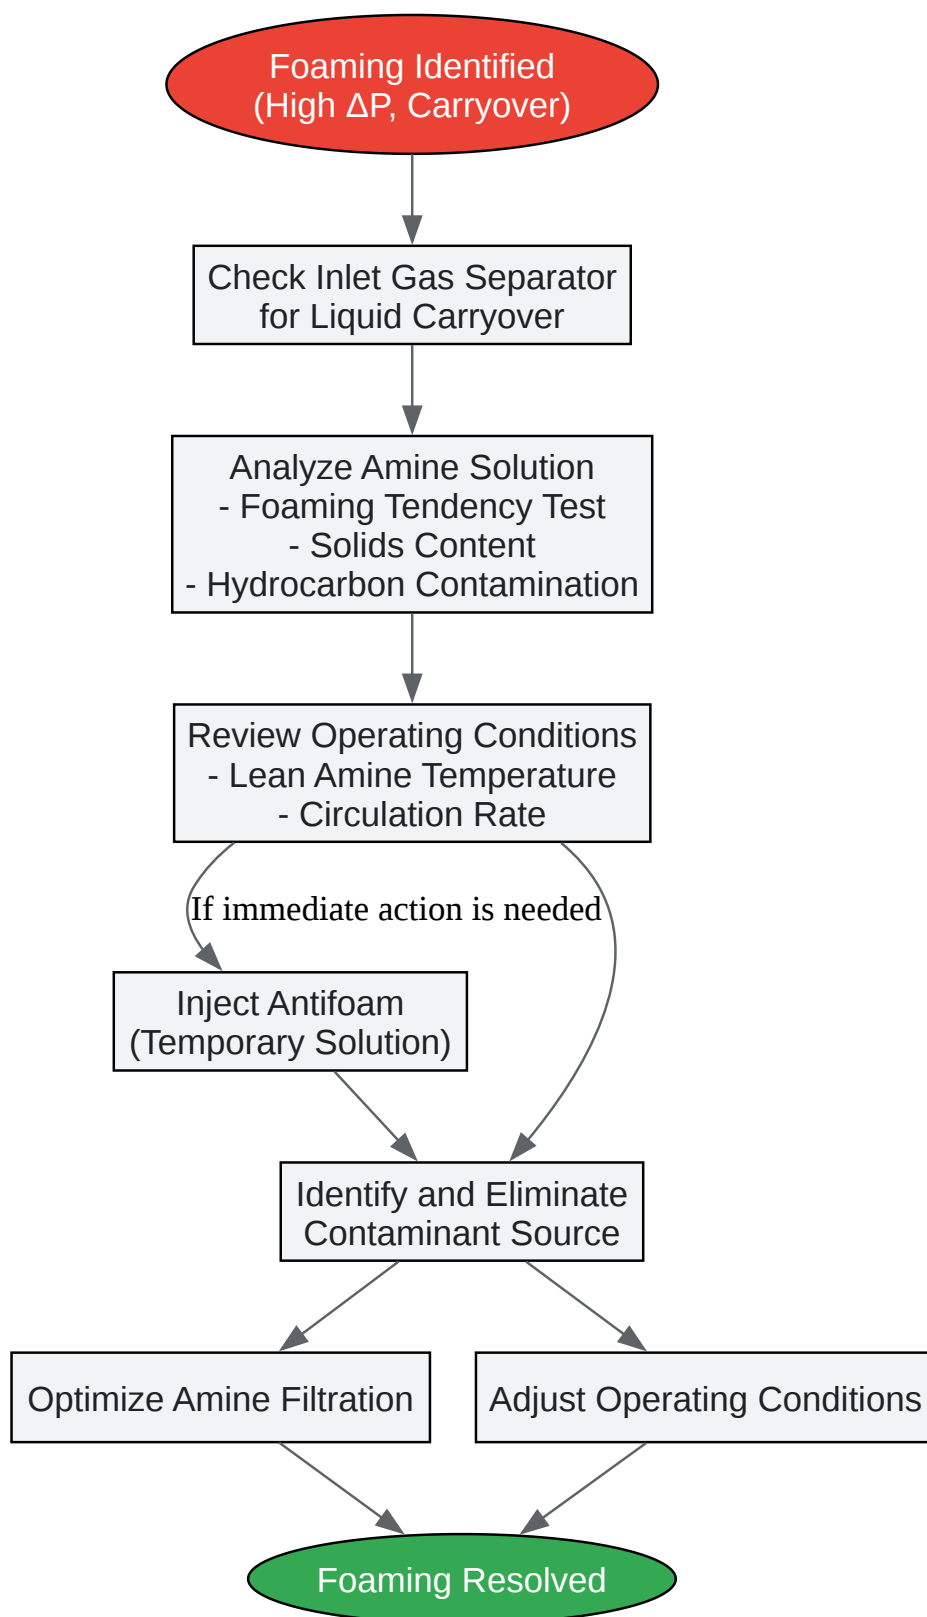 Foaming Identified
(High ΔP, Carryover)
Check Inlet Gas Separator
for Liquid Carryover
Analyze Amine Solution
- Foaming Tendency Test
- Solids Content
- Hydrocarbon Contamination
Review Operating Conditions
- Lean Amine Temperature
- Circulation Rate
If immediate action is needed
Inject Antifoam
(Temporary Solution)
Identify and Eliminate
Contaminant Source
Optimize Amine Filtration
Adjust Operating Conditions
Foaming Resolved